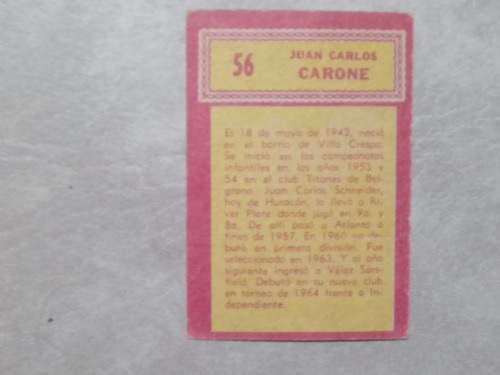 56
JUAN CARLOS
CARONE
El 18 de mayo de 1942, nació
en el barrio de Villa Crespo.
Se inició en los campeonatos
infantiles en los años 1953 y
54 en el club Titanes de Bel-
grano. Juan Carlos Schneider,
hoy de Huracán, lo llevó a Ri-
ver Plate donde jugó en 9a. y
8a. De allí pasó a Atlanta a
fines de 1957. En 1960 ya de-
butó en primera división. Fue
seleccionado en 1963. Y al año
siguiente ingresó a Vélez Sárs-
field. Debutó en su nuevo club
en torneo de 1964 frente a In-
dependiente.